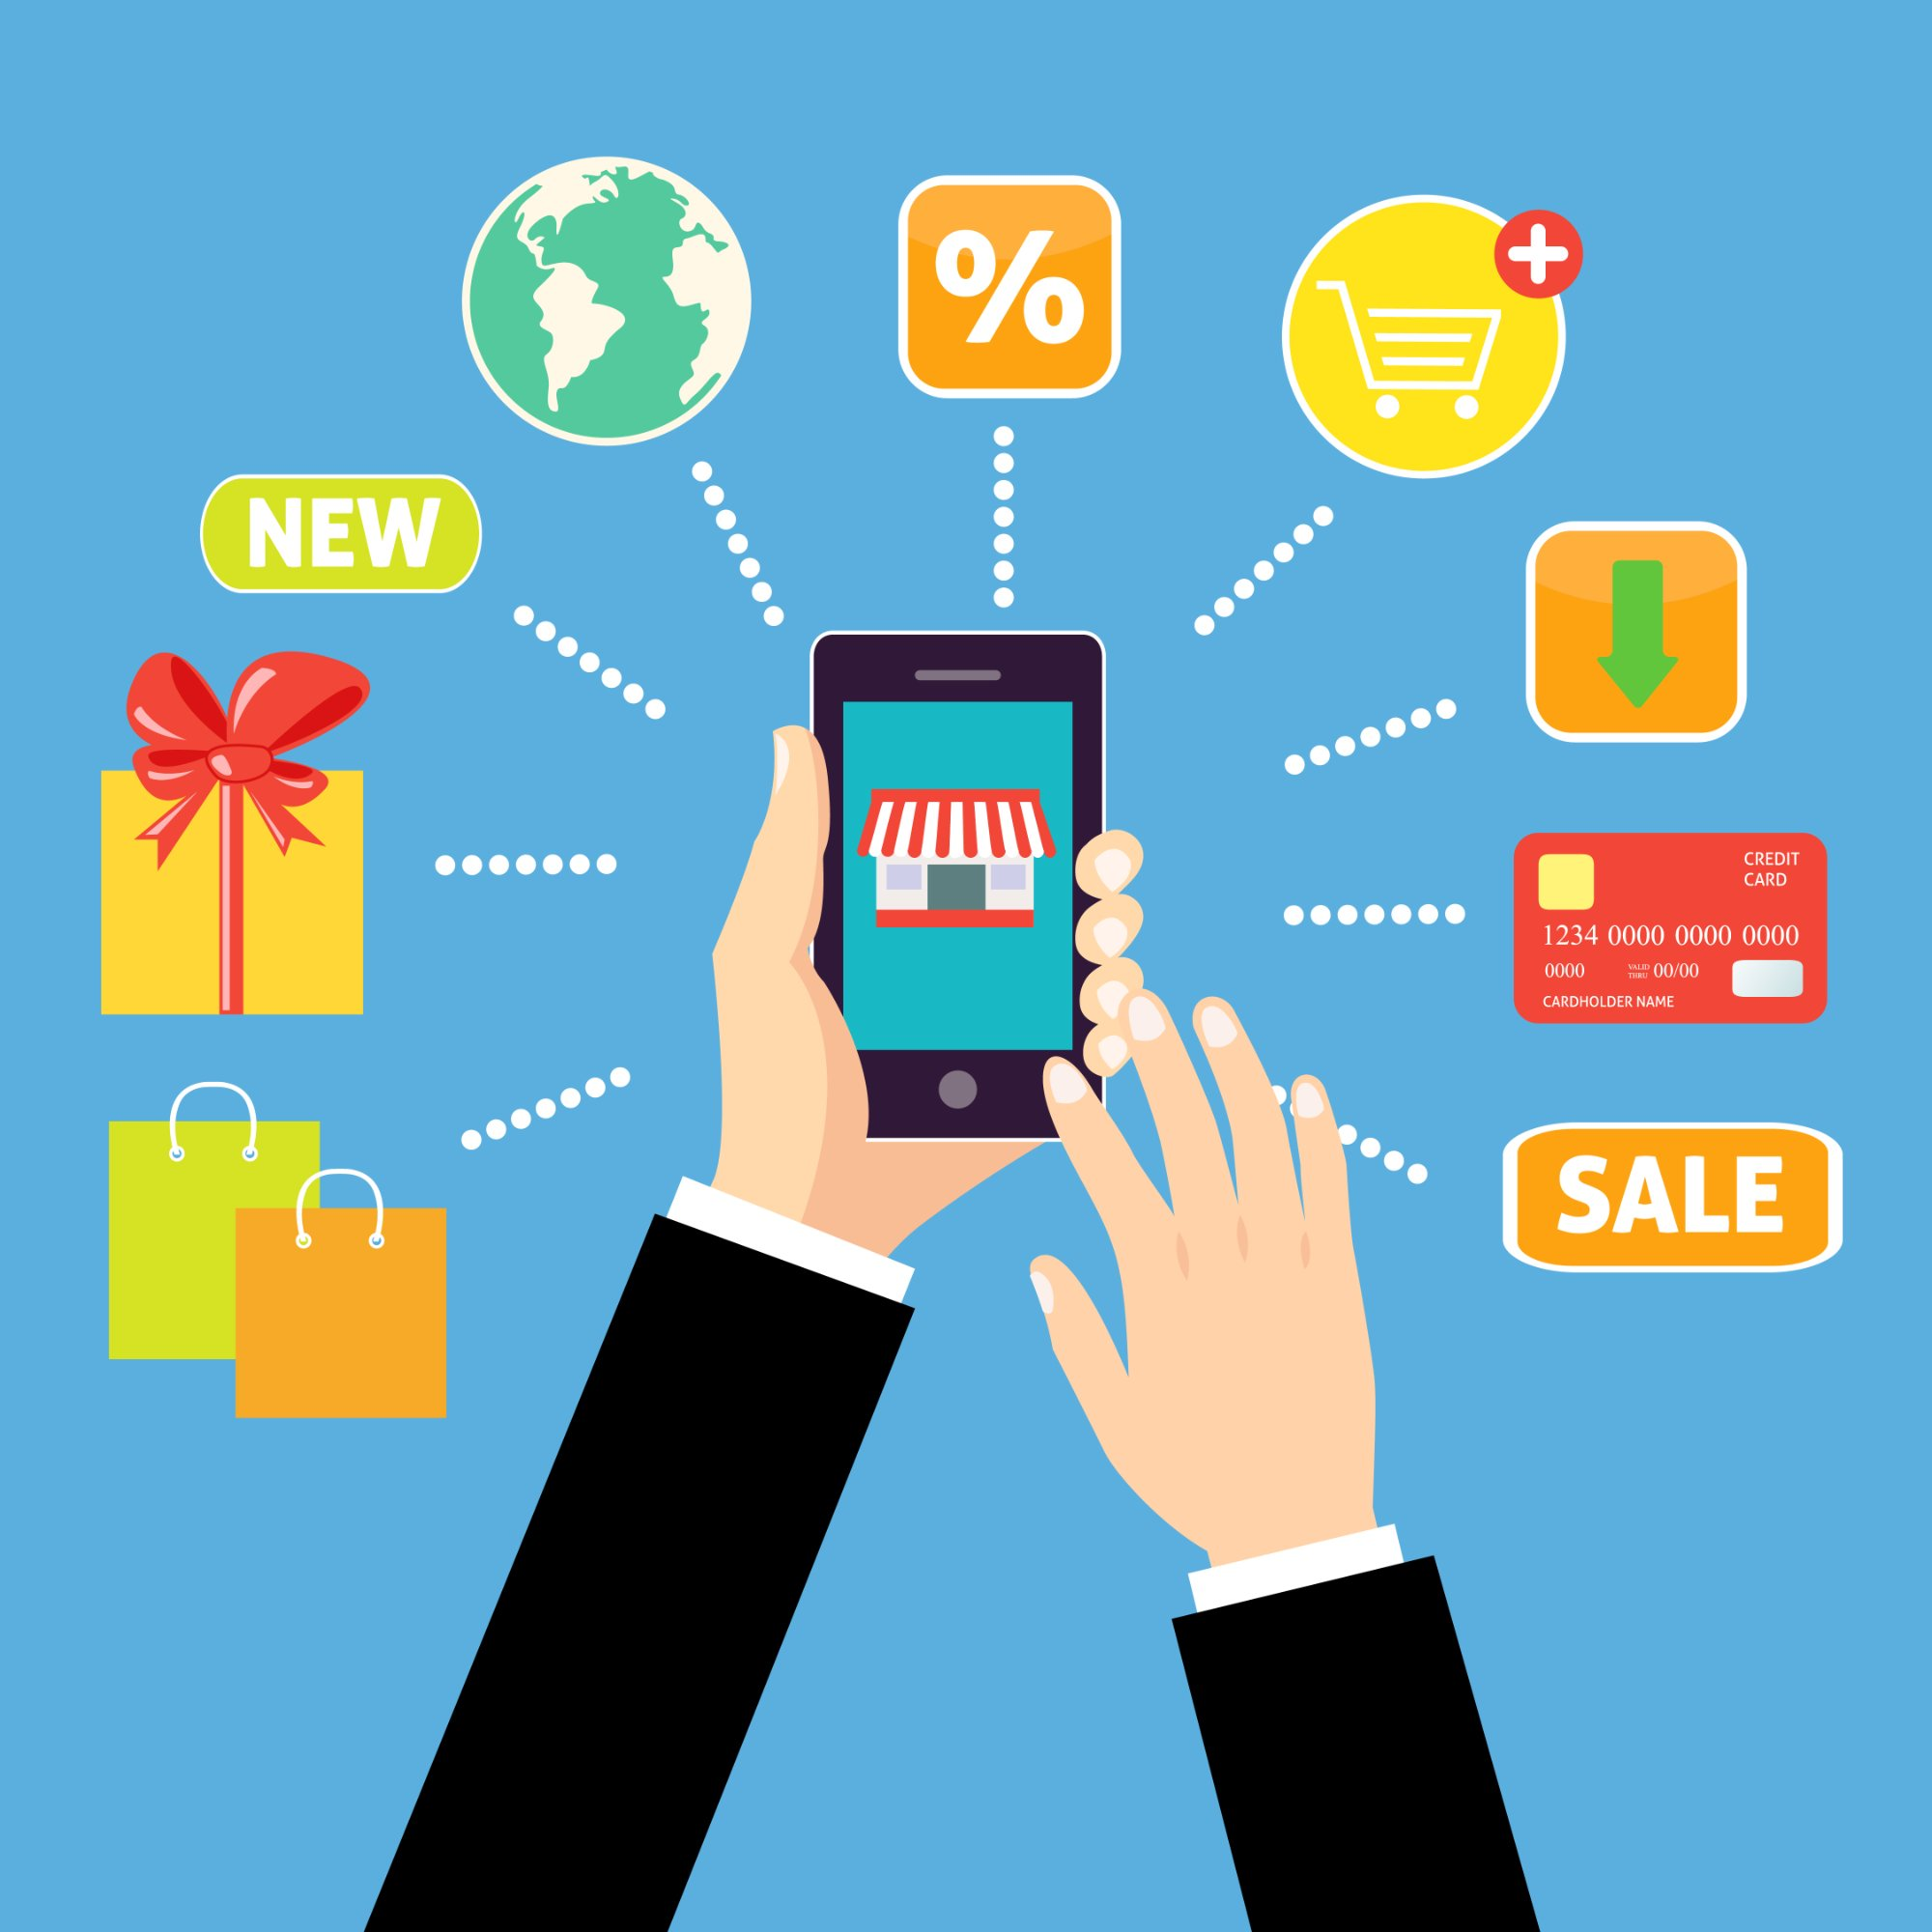 %
NEW
CREDIT
CARD
1234 0000 0000 0000
0000 VALID THRU 00/00
CARDHOLDER NAME
SALE